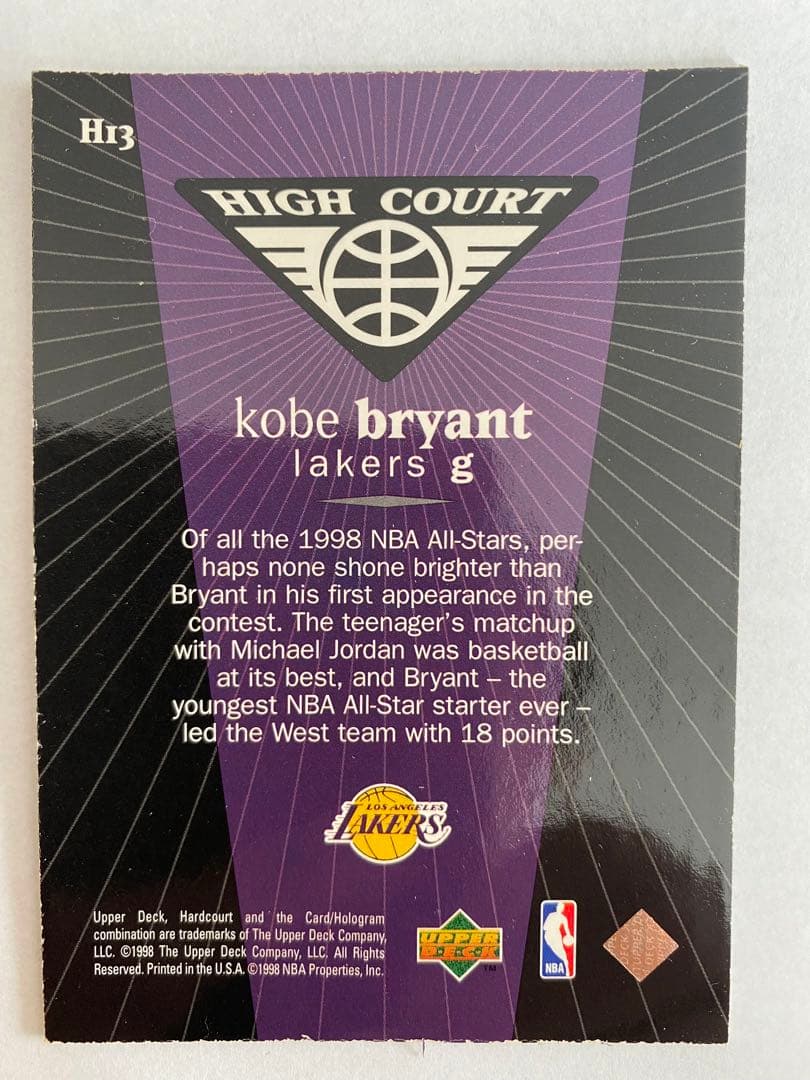 H13
HIGH COURT
kobe bryant
lakers g
Of all the 1998 NBA All-Stars, per-
haps none shone brighter than
Bryant in his first appearance in the
contest. The teenager's matchup
with Michael Jordan was basketball
at its best, and Bryant – the
youngest NBA All-Star starter ever –
led the West team with 18 points.
LOS ANGELES
LAKERS
Upper Deck, Hardcourt and the Card/Hologram
combination are trademarks of The Upper Deck Company,
LLC. ©1998 The Upper Deck Company, LLC. All Rights
Reserved. Printed in the U.S.A. ©1998 NBA Properties, Inc.
UPPER
DECK
TM
NBA